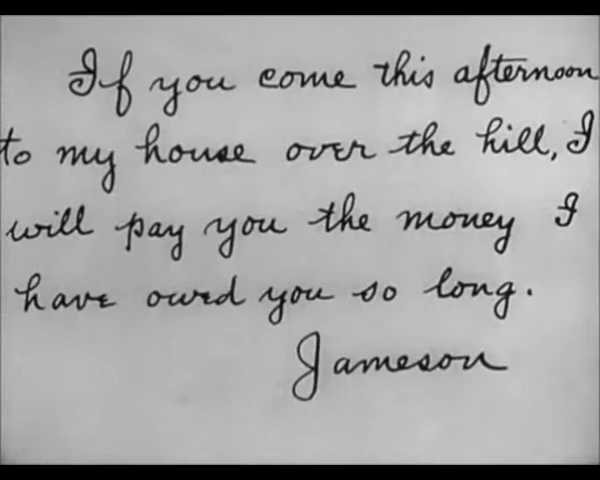 If you come this afternoon
to my house over the hill, I
will pay you the money I
have owed you so long.
Jameson